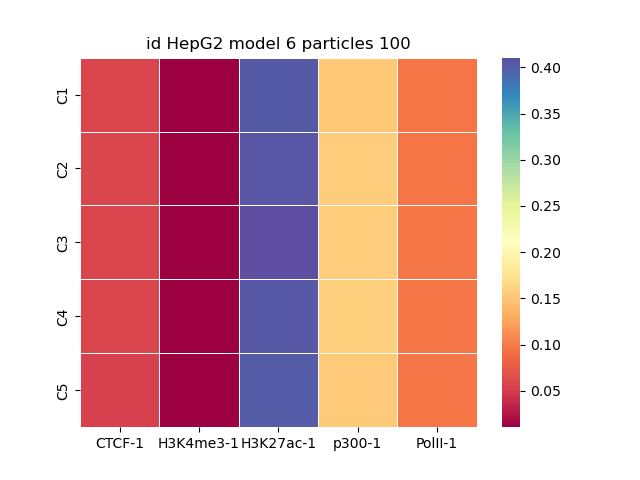 id HepG2 model 6 particles 100
C1
C2
C3
C4
C5
CTCF-1 H3K4me3-1 H3K27ac-1 p300-1 PolII-1
0.40
0.35
0.30
0.25
0.20
0.15
0.10
0.05